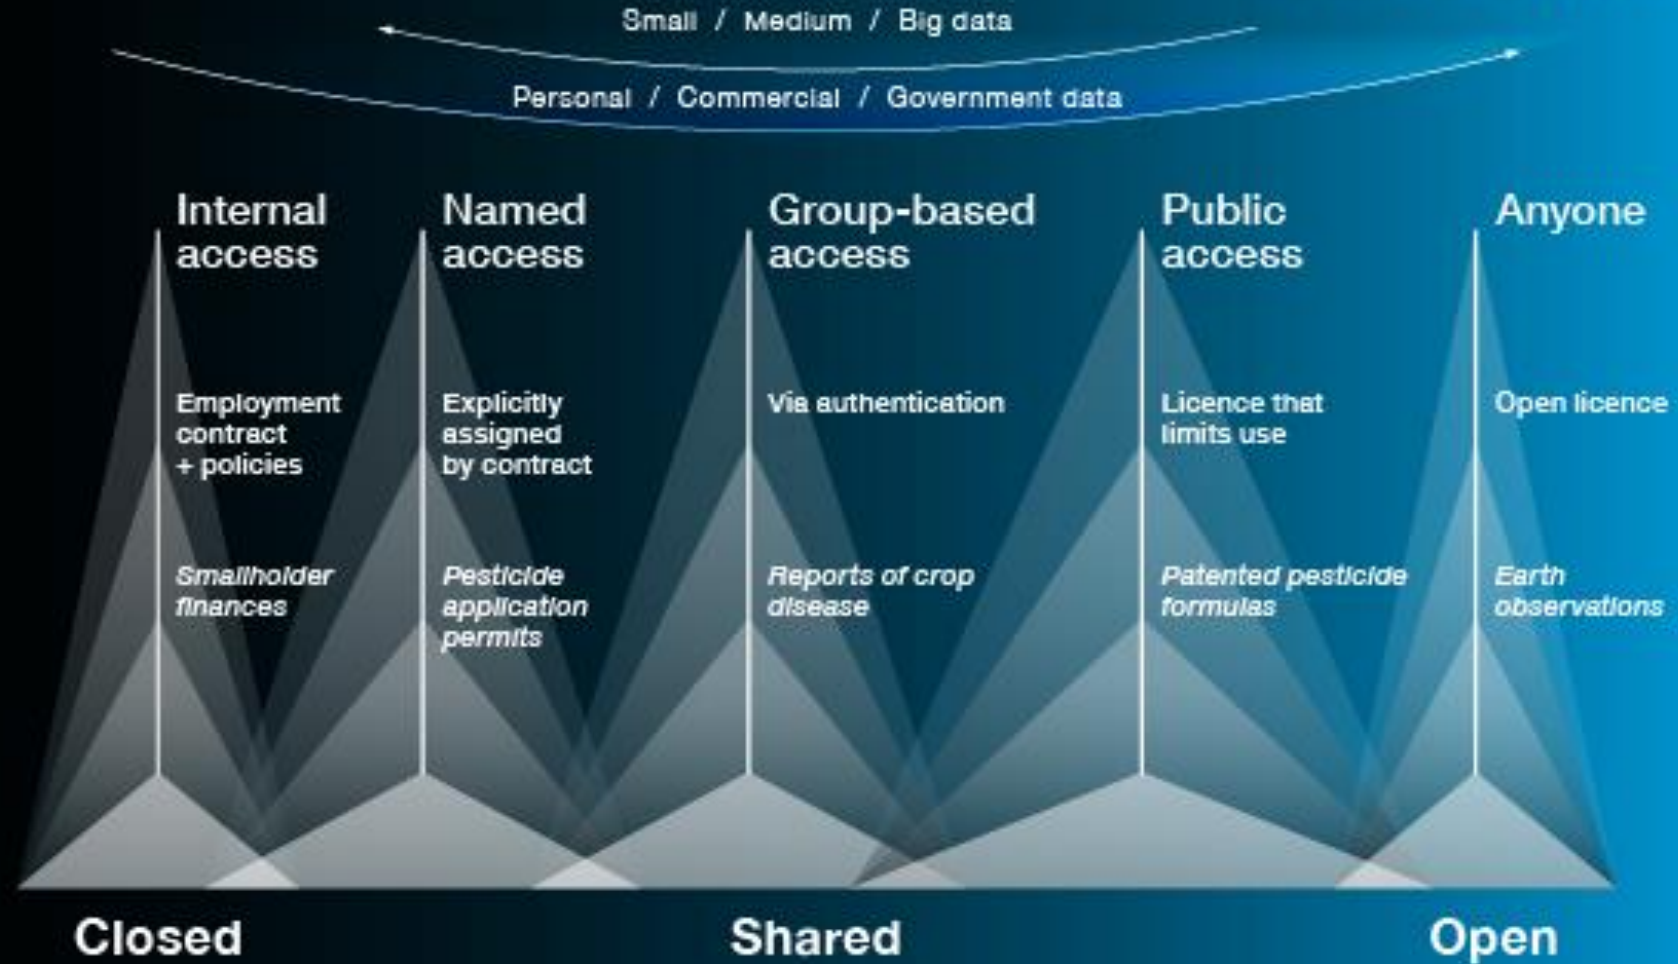 Small / Medium / Big data
Personal / Commercial / Government data
Internal
access
Named
access
Group-based
access
Public
access
Anyone
Employment
contract
+ policies
Explicitly
assigned
by contract
Via authentication
Licence that
limits use
Open licence
Smallholder
finances
Pesticide
application
permits
Reports of crop
disease
Patented pesticide
formulas
Earth
observations
Closed
Shared
Open